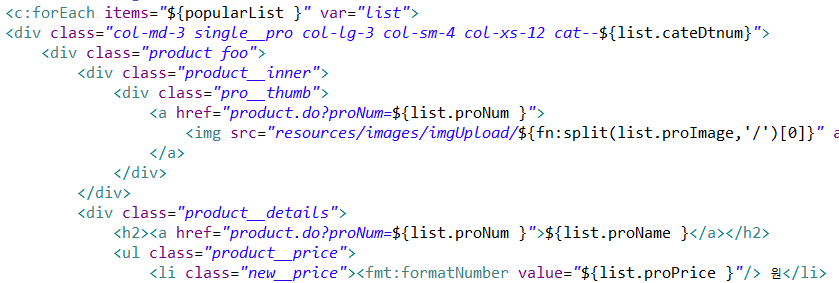 <c:forEach items="${popularList }" var="list">
<div class="col-md-3 single__pro col-lg-3 col-sm-4 col-xs-12 cat--${list.cateDtnum}">
<div class="product foo">
<div class="product__inner">
<div class="pro__thumb">
<a href="product.do?proNum=${list.proNum }">
<img src="resources/images/imgUpload/${fn:split(list.proImage,'/')[0]}" a
</a>
</div>
</div>
<div class="product__details">
<h2><a href="product.do?proNum=${list.proNum }">${list.proName }</a></h2>
<ul class="product__price">
<li class="new__price"><fmt:formatNumber value="${list.proPrice }"/> 원</li>